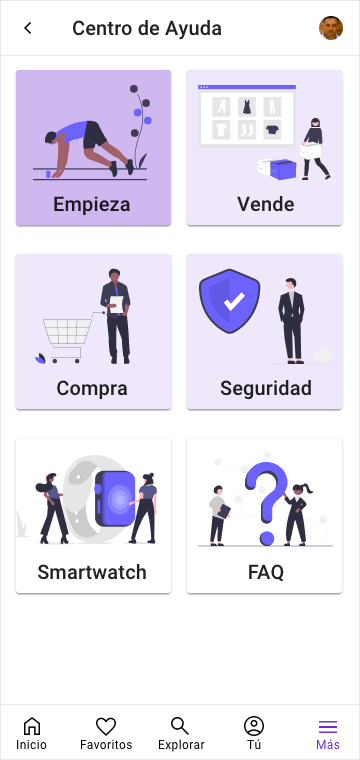 Centro de Ayuda
Empieza
Vende
Compra
Seguridad
Smartwatch
FAQ
Inicio
Favoritos
Explorar
Tú
Más